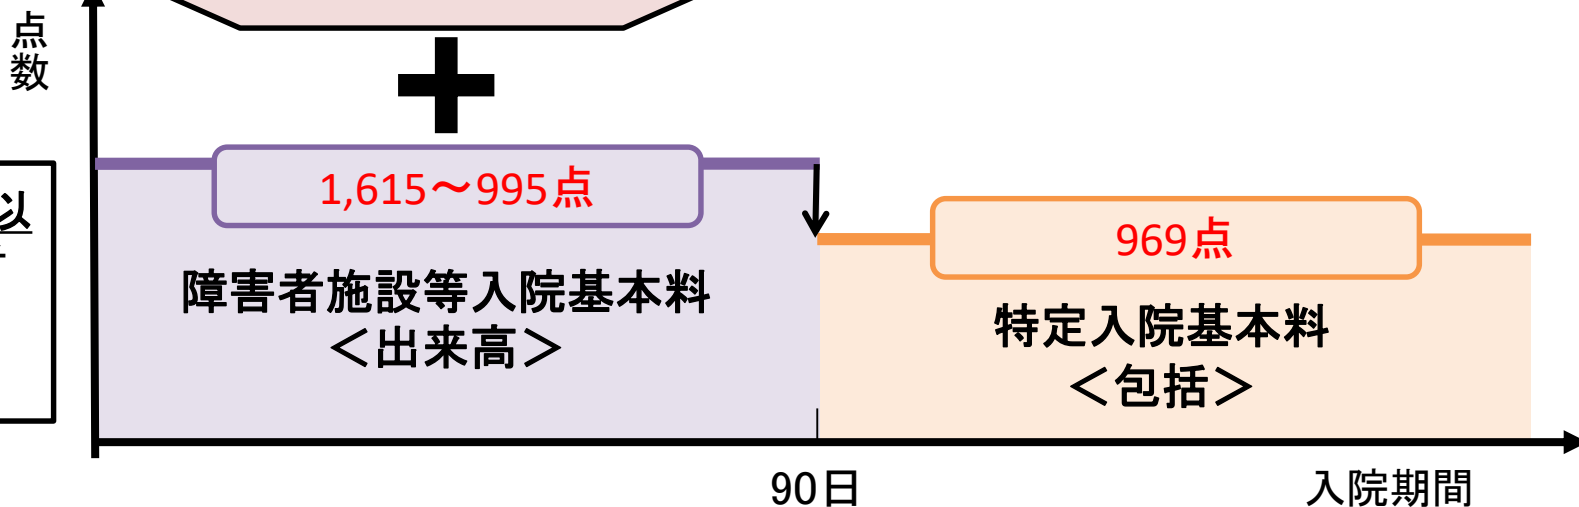 点数
以
1,615～995点
969点
障害者施設等入院基本料
＜出来高＞
特定入院基本料
＜包括＞
90日
入院期間